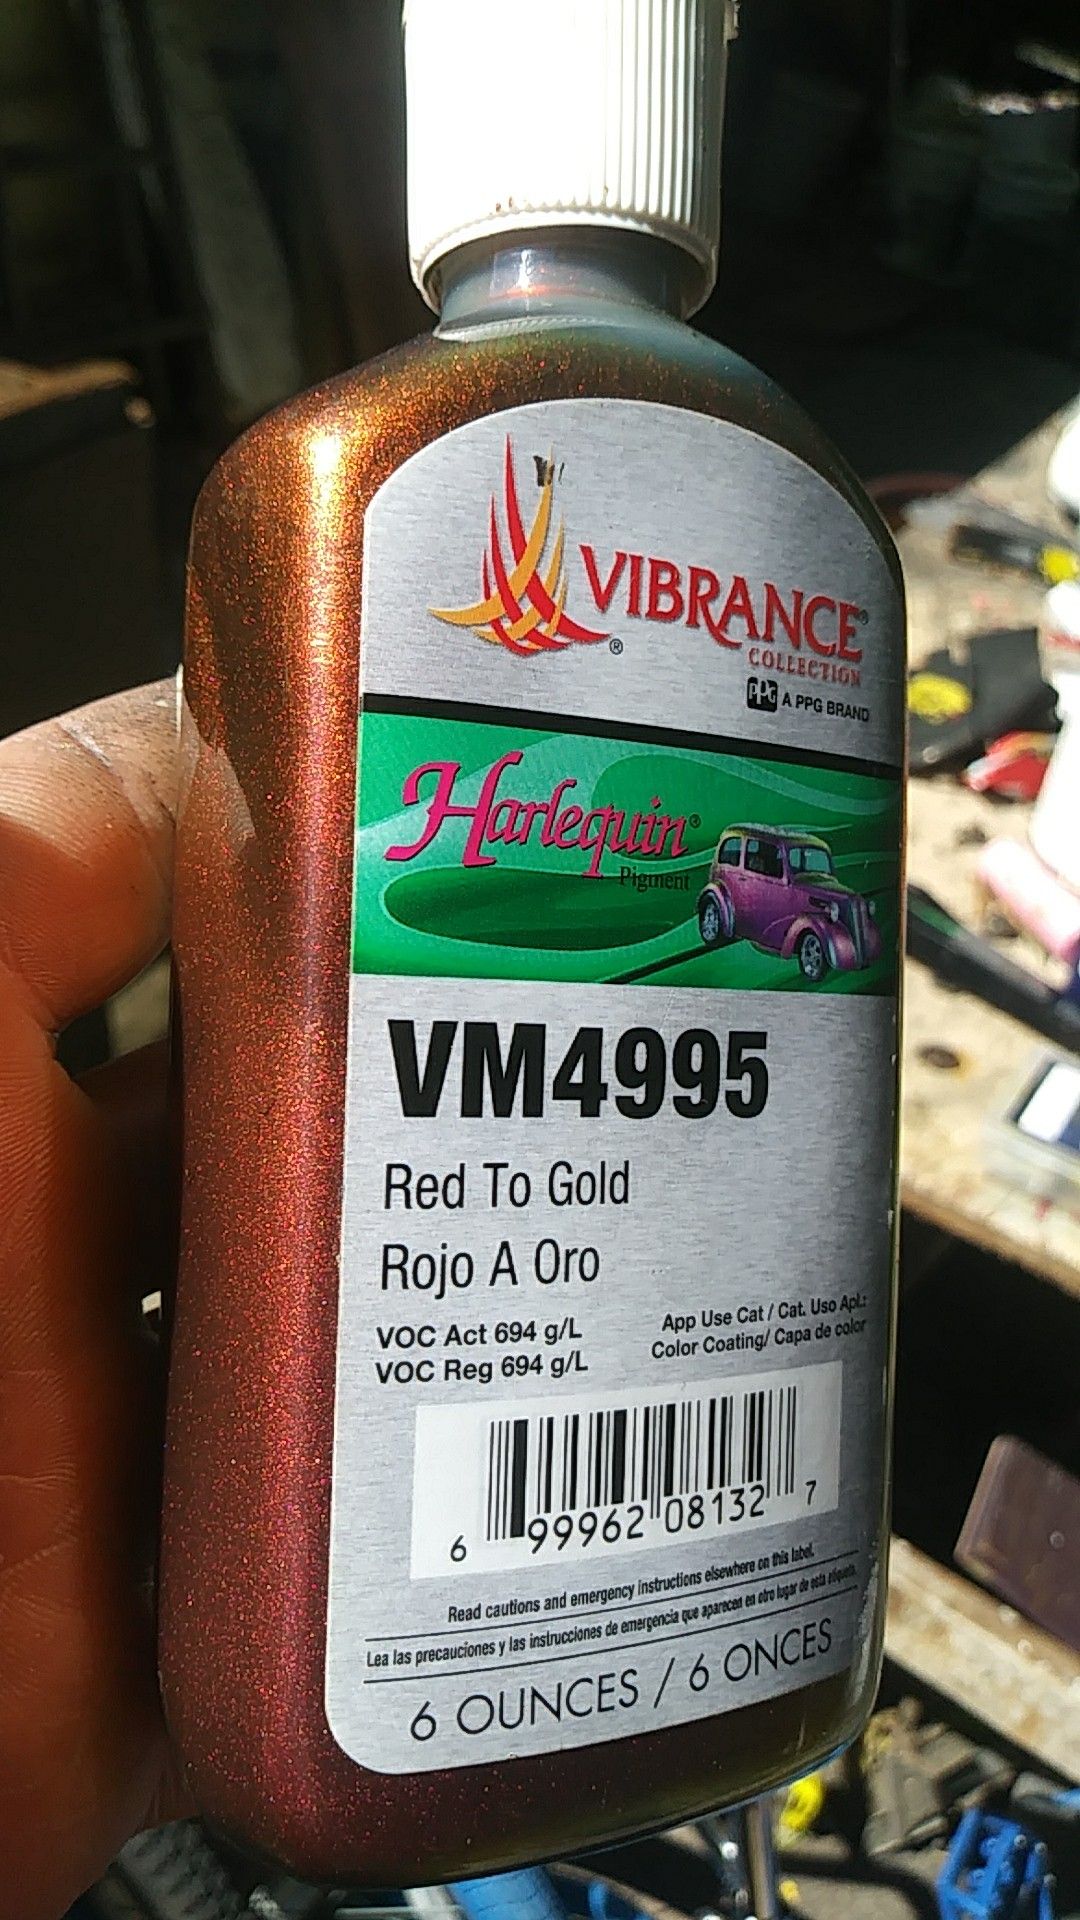 VIBRANCE®
COLLECTION
®
PPG A PPG BRAND
Harlequin®
Pigment
VM4995
Red To Gold
Rojo A Oro
VOC Act 694 g/L
VOC Reg 694 g/L
App Use Cat / Cat. Uso Apl.:
Color Coating/ Capa de color
6 99962 08132 7
Read cautions and emergency instructions elsewhere on this label.
Lea las precauciones y las instrucciones de emergencia que aparecen en otro lugar de esta etiqueta.
6 OUNCES / 6 ONCES